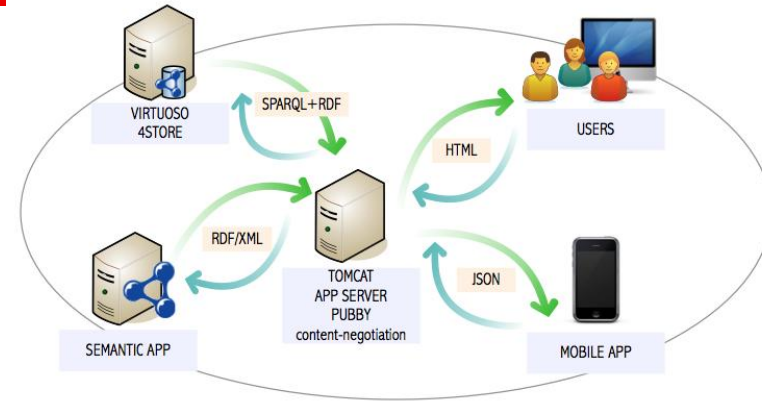 VIRTUOSO
4STORE
SPARQL+RDF
USERS
HTML
RDF/XML
TOMCAT
APP SERVER
PUBBY
content-negotiation
JSON
SEMANTIC APP
MOBILE APP